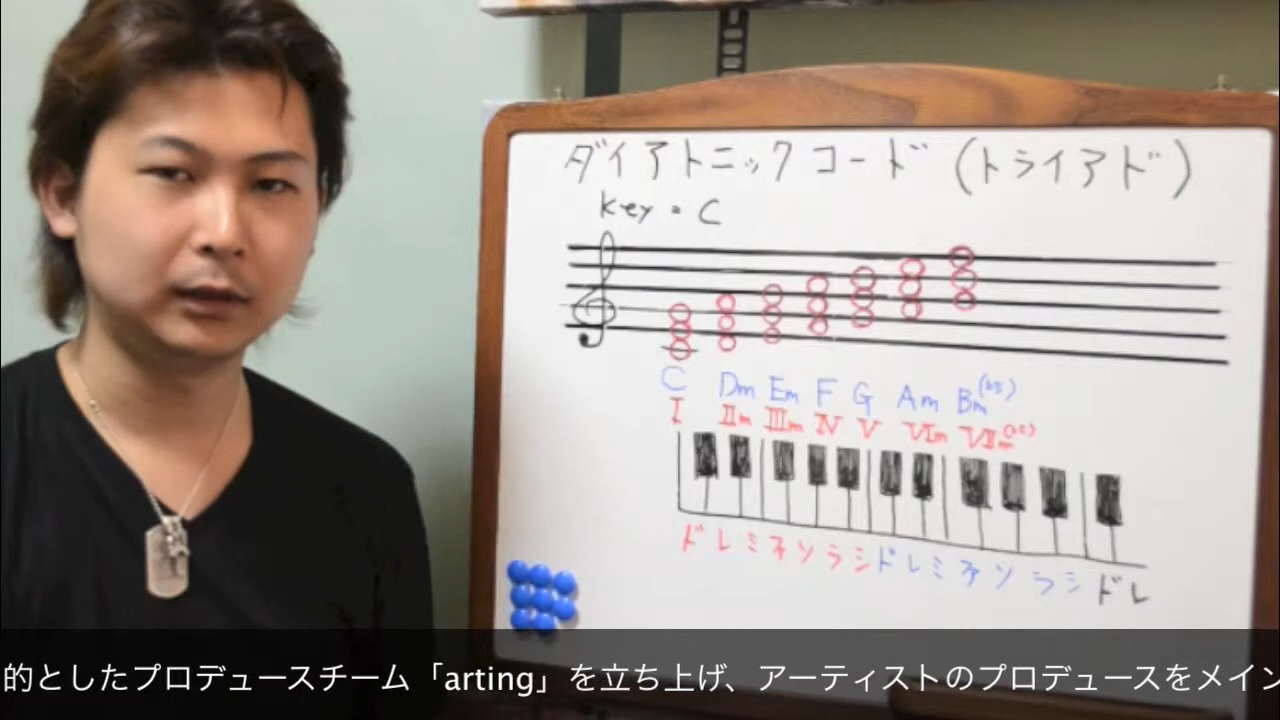 ダイアトニックコード (トライアド)
key = C
C Dm Em F G Am Bm(b5)
I IIm IIIm IV V VIm VIIm(b5)
ドレミファソラシドレミファソラシドレ
的としたプロデュースチーム「arting」を立ち上げ、アーティストのプロデュースをメイン